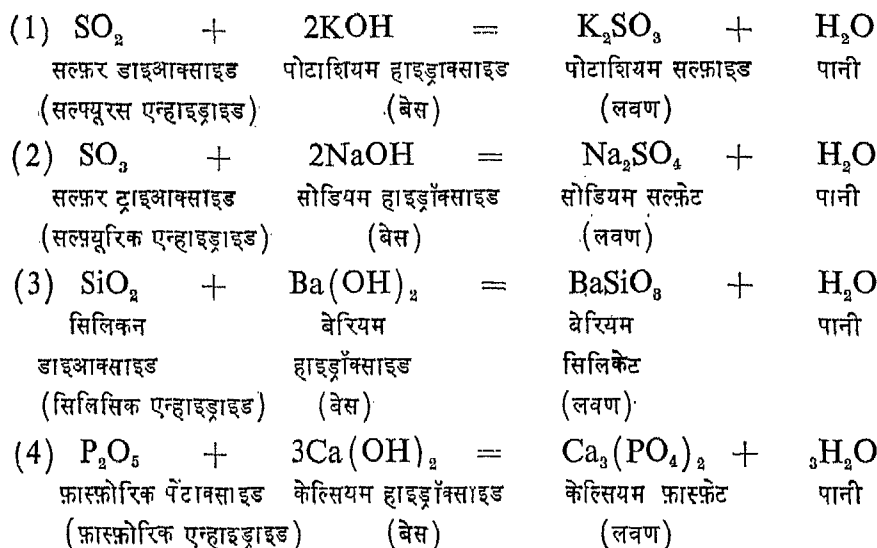 (1) SO₂ + 2KOH = K₂SO₃ + H₂O
सल्फ़र डाइआक्साइड पोटाशियम हाइड्राक्साइड पोटाशियम सल्फ़ाइड पानी
(सल्फ्यूरस एन्हाइड्राइड) (बेस) (लवण)
(2) SO₃ + 2NaOH = Na₂SO₄ + H₂O
सल्फ़र ट्राइआक्साइड सोडियम हाइड्रॉक्साइड सोडियम सल्फ़ेट पानी
(सल्फ़्यूरिक एन्हाइड्राइड) (बेस) (लवण)
(3) SiO₂ + Ba(OH)₂ = BaSiO₃ + H₂O
सिलिकन बेरियम बेरियम पानी
डाइआक्साइड हाइड्रॉक्साइड सिलिकेट
(सिलिसिक एन्हाइड्राइड) (बेस) (लवण)
(4) P₂O₅ + 3Ca(OH)₂ = Ca₃(PO₄)₂ + ₃H₂O
फ़ास्फ़ोरिक पेंटाक्साइड केल्सियम हाइड्रॉक्साइड केल्सियम फ़ास्फ़ेट पानी
(फ़ास्फ़ोरिक एन्हाइड्राइड) (बेस) (लवण)